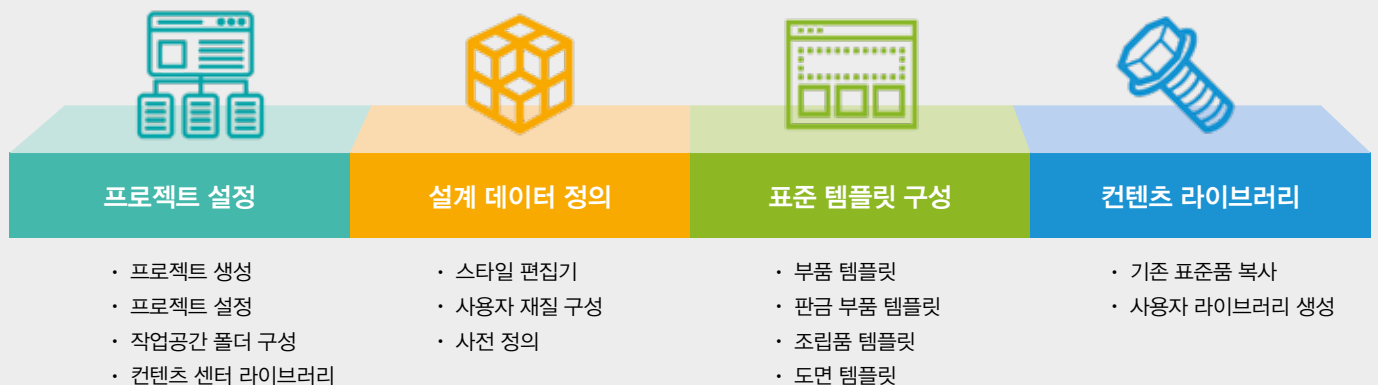 프로젝트 설정
설계 데이터 정의
표준 템플릿 구성
컨텐츠 라이브러리
· 프로젝트 생성
· 프로젝트 설정
· 작업공간 폴더 구성
· 컨텐츠 센터 라이브러리
· 스타일 편집기
· 사용자 재질 구성
· 사전 정의
· 부품 템플릿
· 판금 부품 템플릿
· 조립품 템플릿
· 도면 템플릿
· 기존 표준품 복사
· 사용자 라이브러리 생성